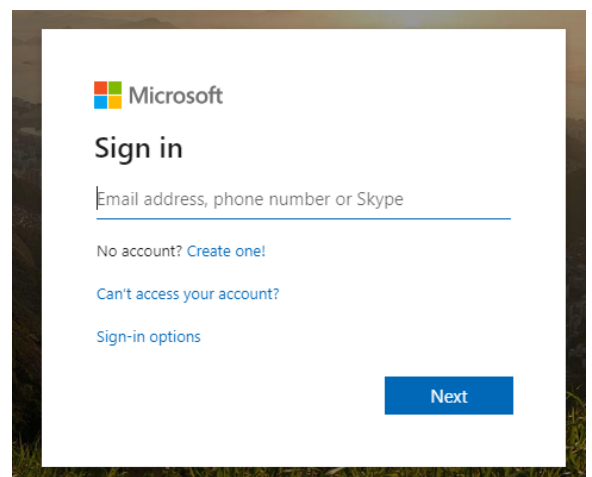 Microsoft
Sign in
Email address, phone number or Skype
No account? Create one!
Can't access your account?
Sign-in options
Next